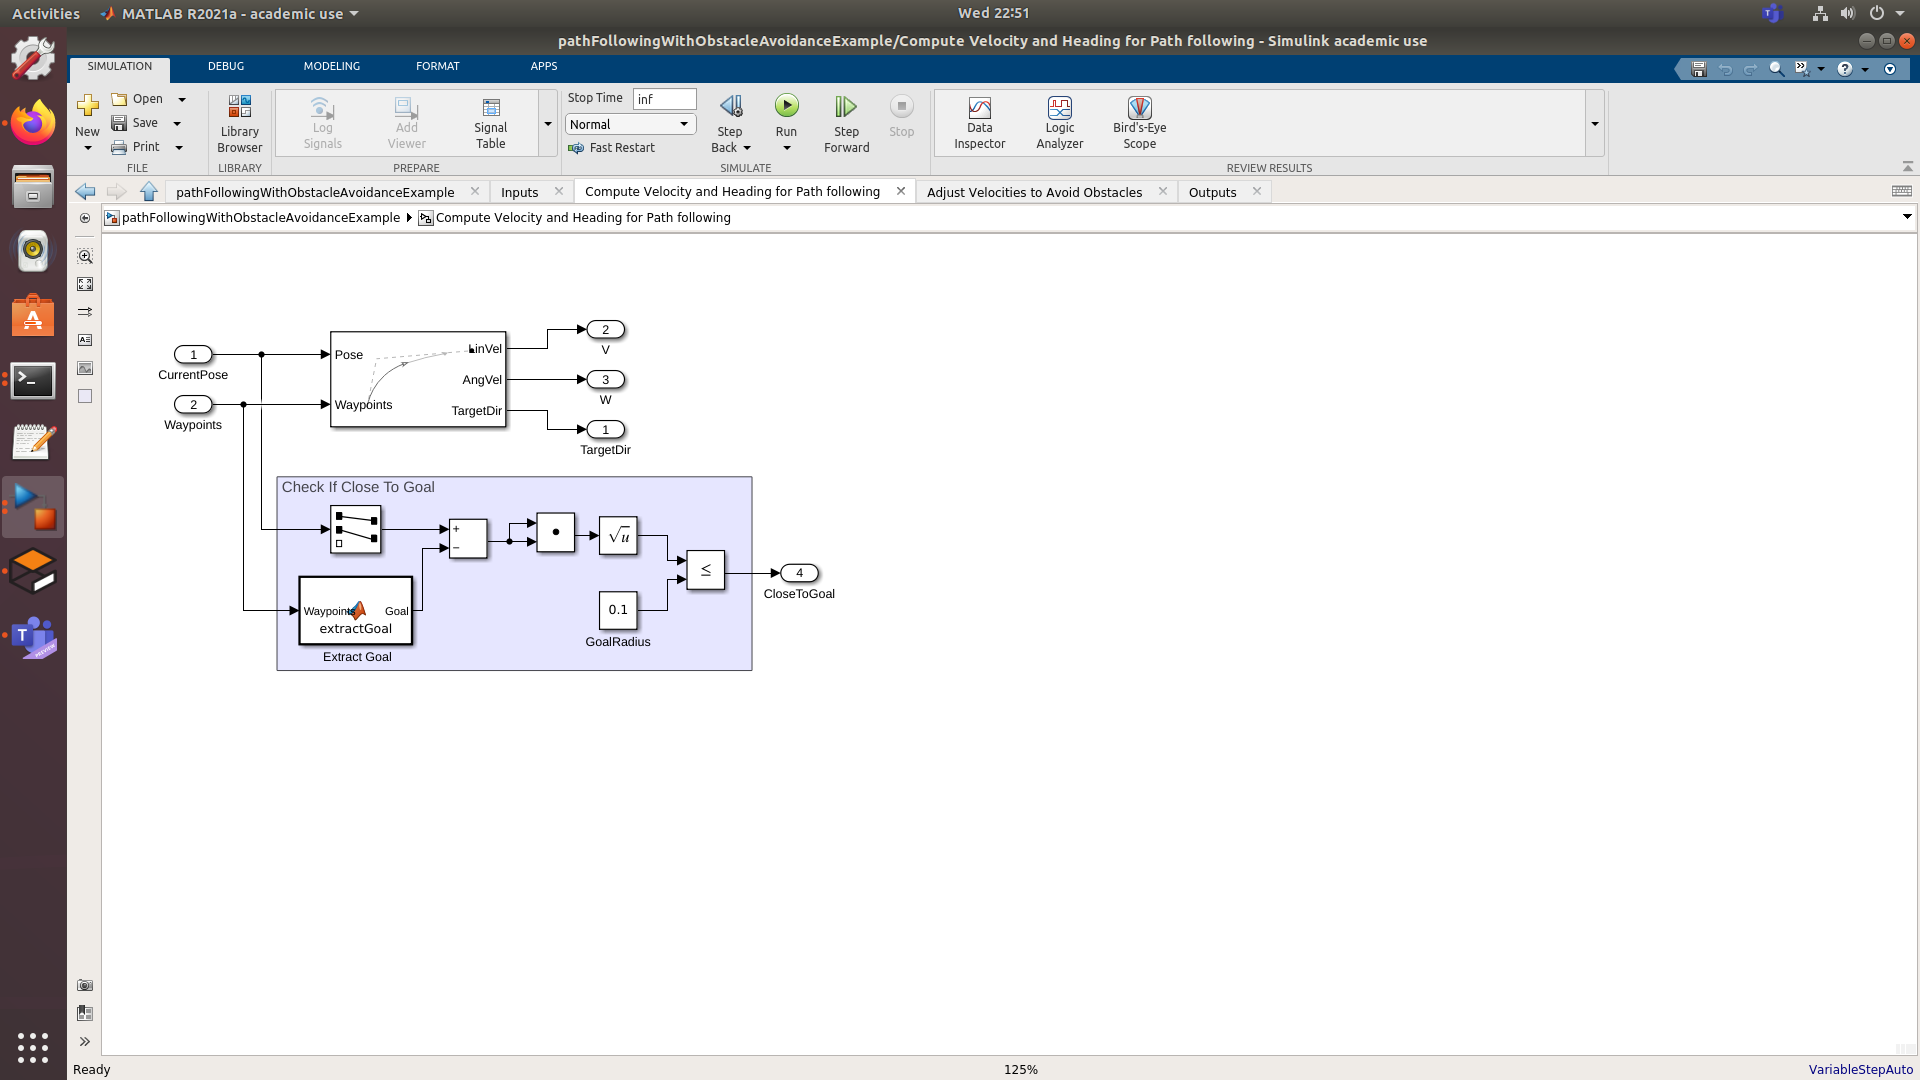 Activities
MATLAB R2021a - academic use
Wed 22:51
pathFollowingWithObstacleAvoidanceExample/Compute Velocity and Heading for Path following - Simulink academic use
SIMULATION
DEBUG
MODELING
FORMAT
APPS
New
Open
Save
Print
FILE
Library
Browser
LIBRARY
Log
Signals
Add
Viewer
Signal
Table
PREPARE
Stop Time
inf
Normal
Fast Restart
Step
Back
Run
Step
Forward
Stop
SIMULATE
Data
Inspector
Logic
Analyzer
Bird's-Eye
Scope
REVIEW RESULTS
pathFollowingWithObstacleAvoidanceExample
Inputs
Compute Velocity and Heading for Path following
Adjust Velocities to Avoid Obstacles
Outputs
pathFollowingWithObstacleAvoidanceExample
Compute Velocity and Heading for Path following
1
CurrentPose
2
Waypoints
Pose
Waypoints
LinVel
AngVel
TargetDir
2
V
3
W
1
TargetDir
Check If Close To Goal
+
−
√u
≤
4
CloseToGoal
Waypoints
Goal
extractGoal
Extract Goal
0.1
GoalRadius
Ready
125%
VariableStepAuto